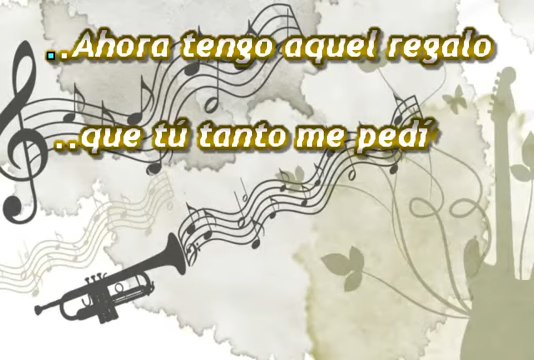 ..Ahora tengo aquel regalo
..que tú tanto me pedí